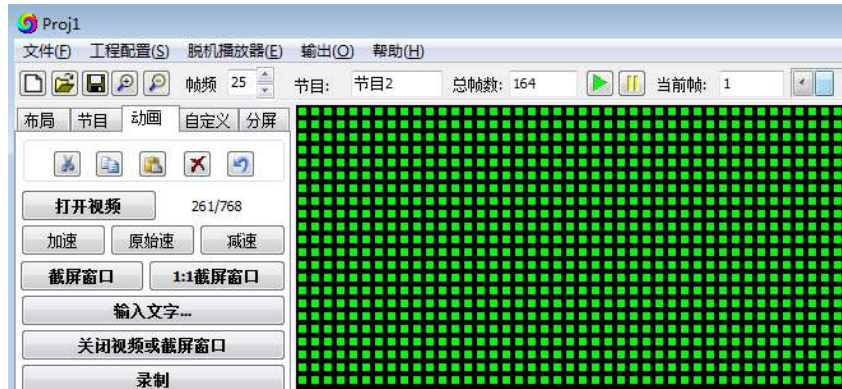 Proj1
文件(F) 工程配置(S) 脱机播放器(E) 输出(O) 帮助(H)
帧频 25 节目: 节目2 总帧数: 164 当前帧: 1
布局 节目 动画 自定义 分屏
打开视频 261/768
加速 原始速 减速
截屏窗口 1:1截屏窗口
输入文字...
关闭视频或截屏窗口
录制